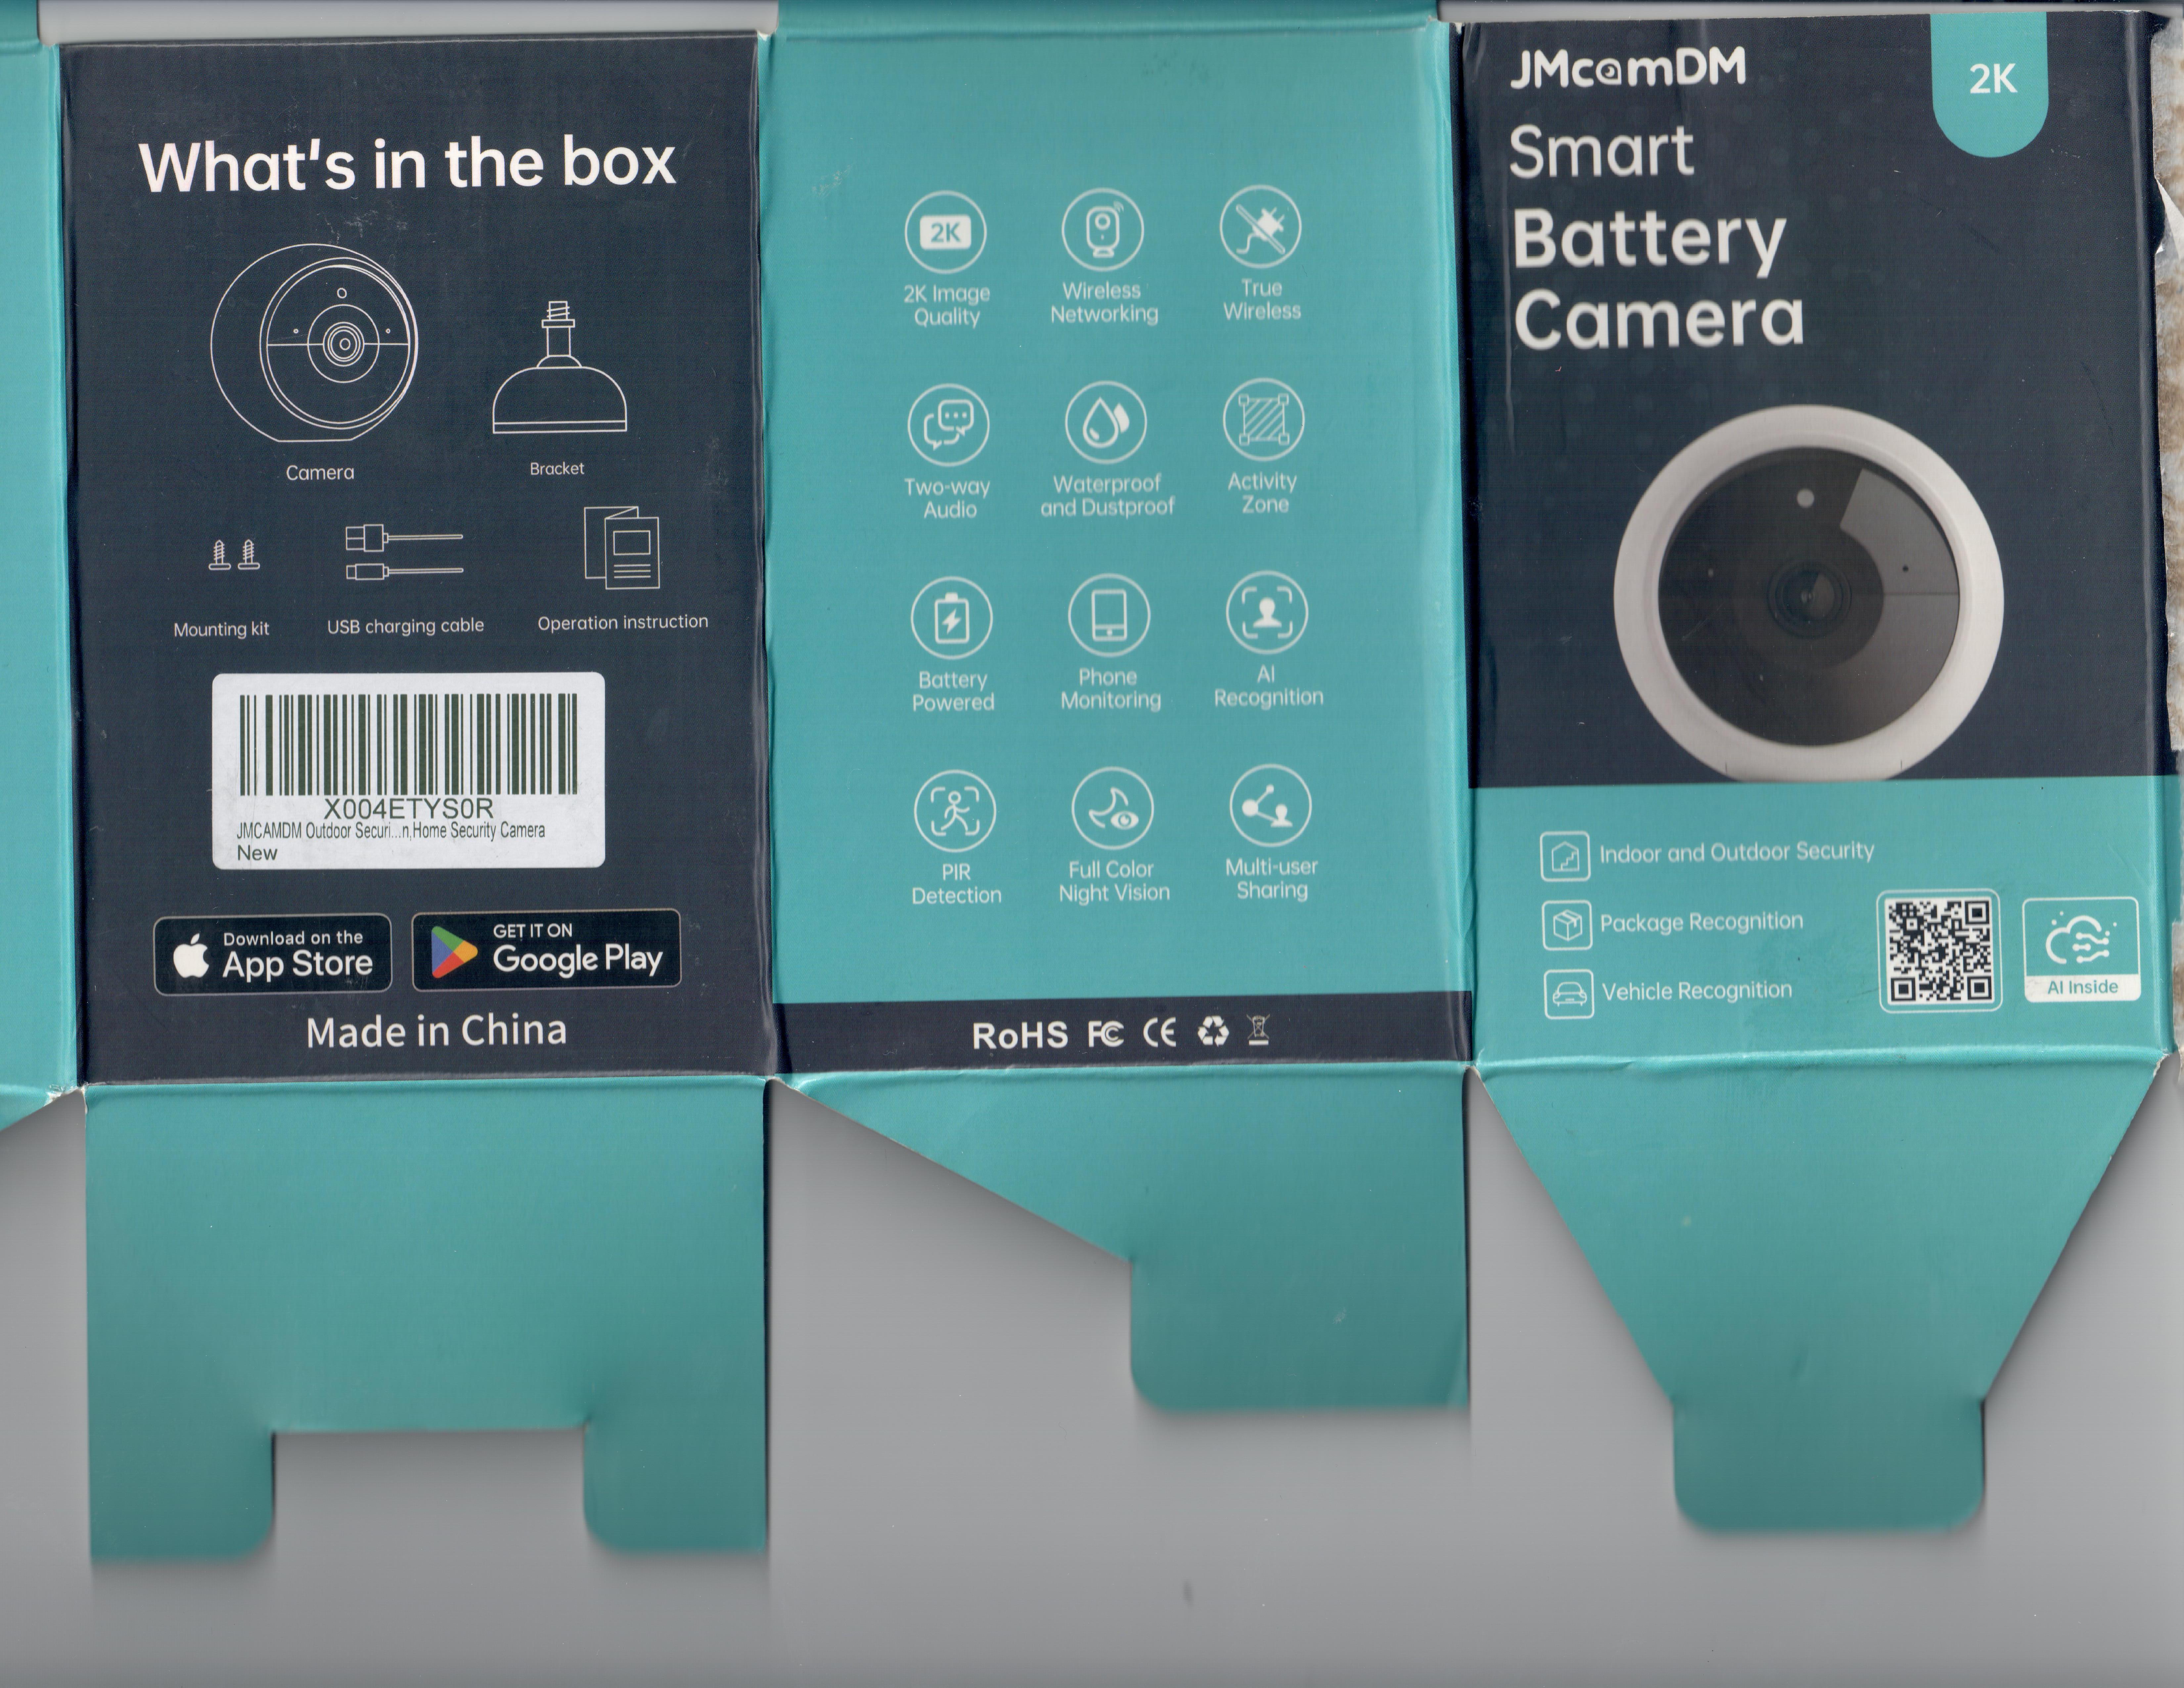 What's in the box
Camera
Bracket
Mounting kit
USB charging cable
Operation instruction
X004ETYS0R
JMCAMDM Outdoor Securi...n,Home Security Camera
New
Download on the
App Store
GET IT ON
Google Play
Made in China
2K
2K Image
Quality
Wireless
Networking
True
Wireless
Two-way
Audio
Waterproof
and Dustproof
Activity
Zone
Battery
Powered
Phone
Monitoring
AI
Recognition
PIR
Detection
Full Color
Night Vision
Multi-user
Sharing
RoHS FC CE
JMcamDM
2K
Smart
Battery
Camera
Indoor and Outdoor Security
Package Recognition
Vehicle Recognition
AI Inside